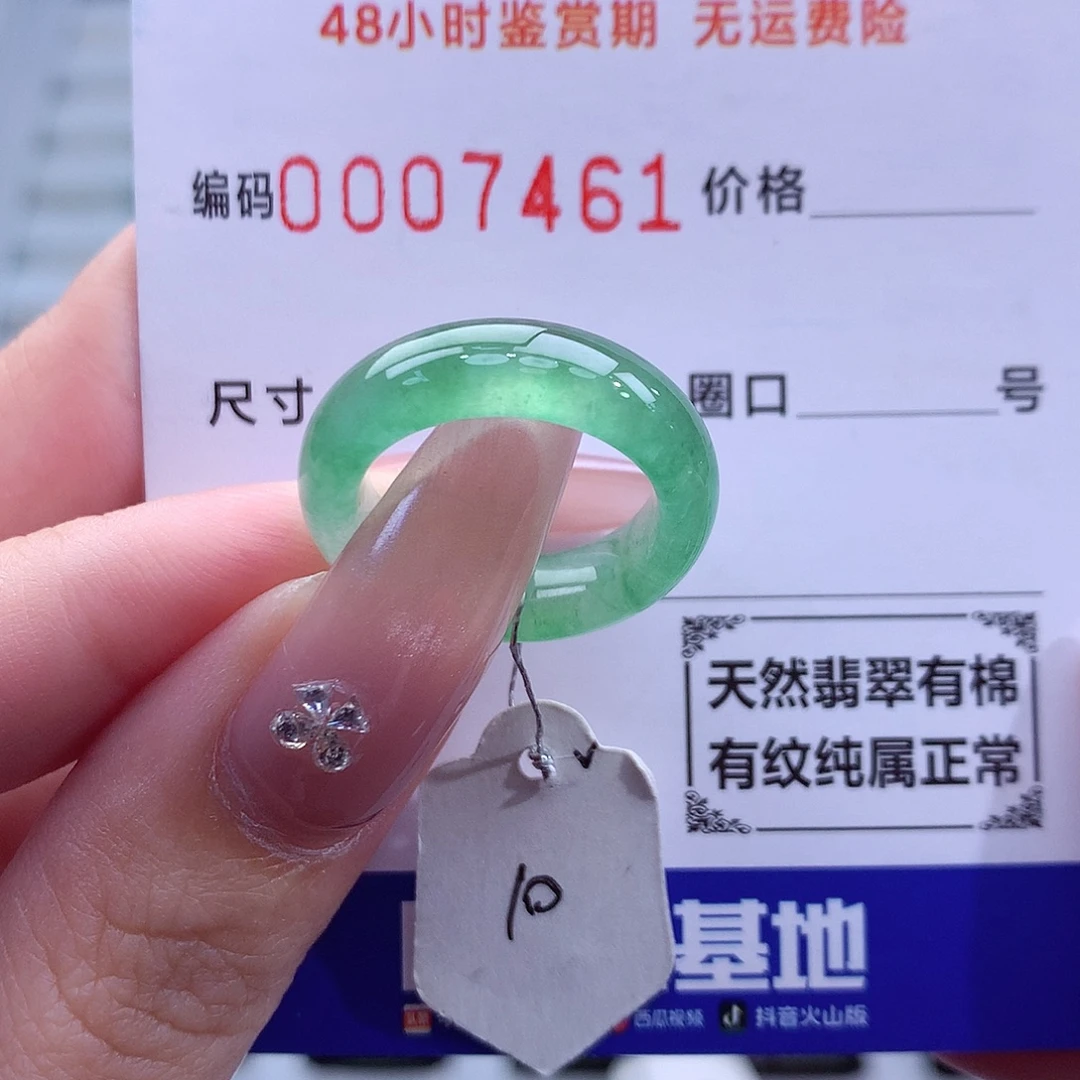 48小时鉴赏期 无运费险
编码0007461 价格
尺寸 圈口 号
天然翡翠有棉
有纹纯属正常
10
基地
西瓜视频 抖音火山版